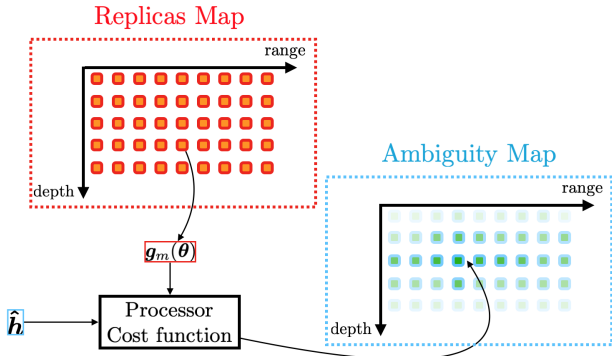 Replicas Map
range
depth
Ambiguity Map
range
depth
g_m(θ)
ĥ
Processor
Cost function